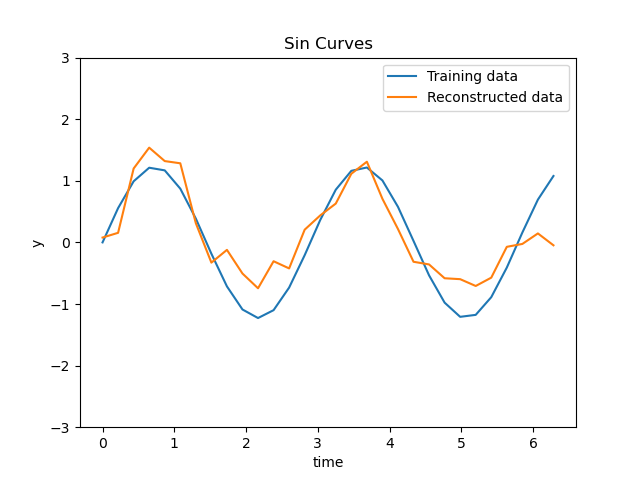 Sin Curves
Training data
Reconstructed data
3
2
1
0
−1
−2
−3
y
0 1 2 3 4 5 6
time